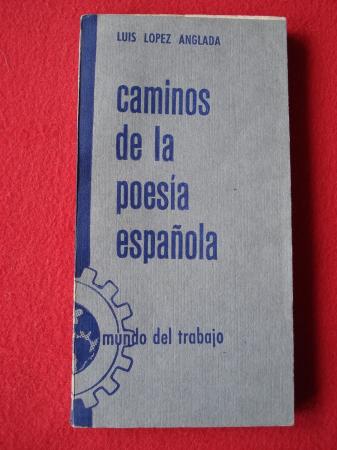 LUIS LOPEZ ANGLADA
caminos
de la
poesía
española
mundo del trabajo